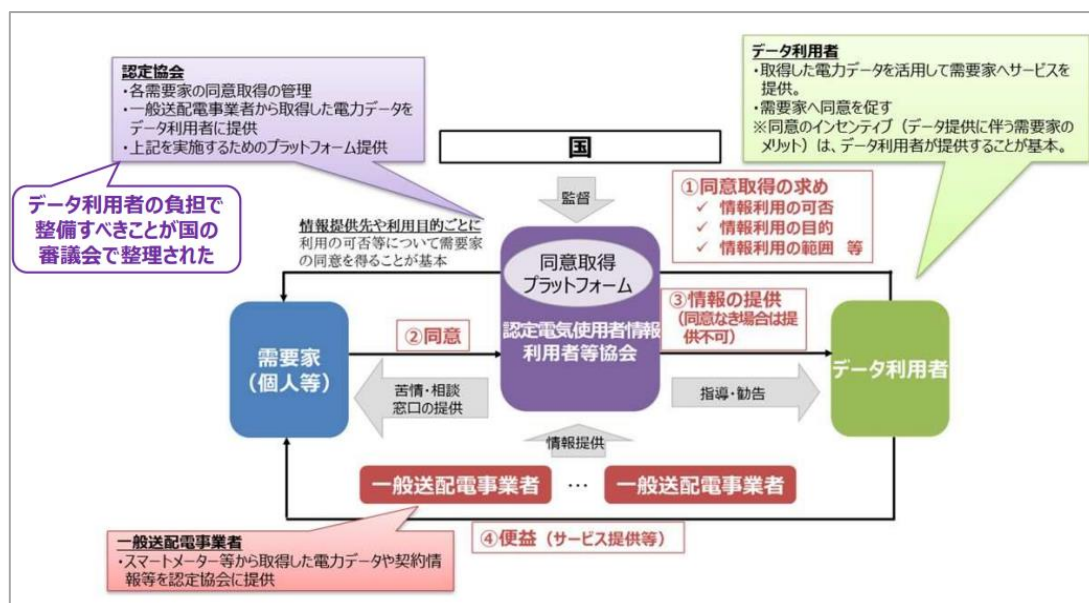 認定協会
・各需要家の同意取得の管理
・一般送配電事業者から取得した電力データを
データ利用者に提供
・上記を実施するためのプラットフォーム提供
データ利用者の負担で
整備すべきことが国の
審議会で整理された
データ利用者
・取得した電力データを活用して需要家へサービスを
提供。
・需要家へ同意を促す
※同意のインセンティブ（データ提供に伴う需要家の
メリット）は、データ利用者が提供することが基本。
国
監督
①同意取得の求め
✓ 情報利用の可否
✓ 情報利用の目的
✓ 情報利用の範囲 等
情報提供先や利用目的ごとに
利用の可否等について需要家
の同意を得ることが基本
同意取得
プラットフォーム
認定電気使用者情報
利用者等協会
③情報の提供
（同意なき場合は提
供不可）
②同意
需要家
（個人等）
データ利用者
苦情・相談
窓口の提供
指導・勧告
情報提供
一般送配電事業者
…
一般送配電事業者
④便益（サービス提供等）
一般送配電事業者
・スマートメーター等から取得した電力データや契約情
報等を認定協会に提供